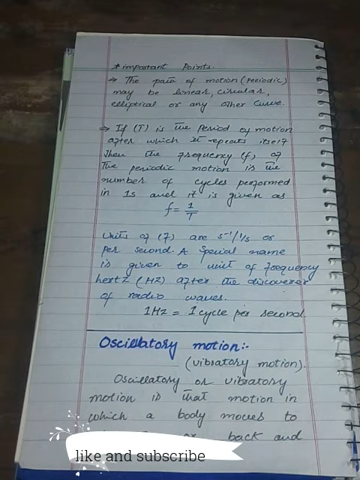 * important Points:
→ The path of motion (Periodic)
may be linear, circular,
elliptical or any other curve.
⇒ If (T) is the period of motion
after which it repeats itself
then the frequency (f) of
the periodic motion is the
number of cycles performed
in 1s and it is given as
f = 1/T
Units of (f) are s⁻¹/1/s or
per second. A special name
is given to unit of frequency
hertz (HZ) after the discoverer
of radio waves.
1Hz = 1 cycle per second
Oscillatory motion:-
(vibratory motion).
Oscillatory or vibratory
motion is that motion in
which a body moves to
back and
like and subscribe